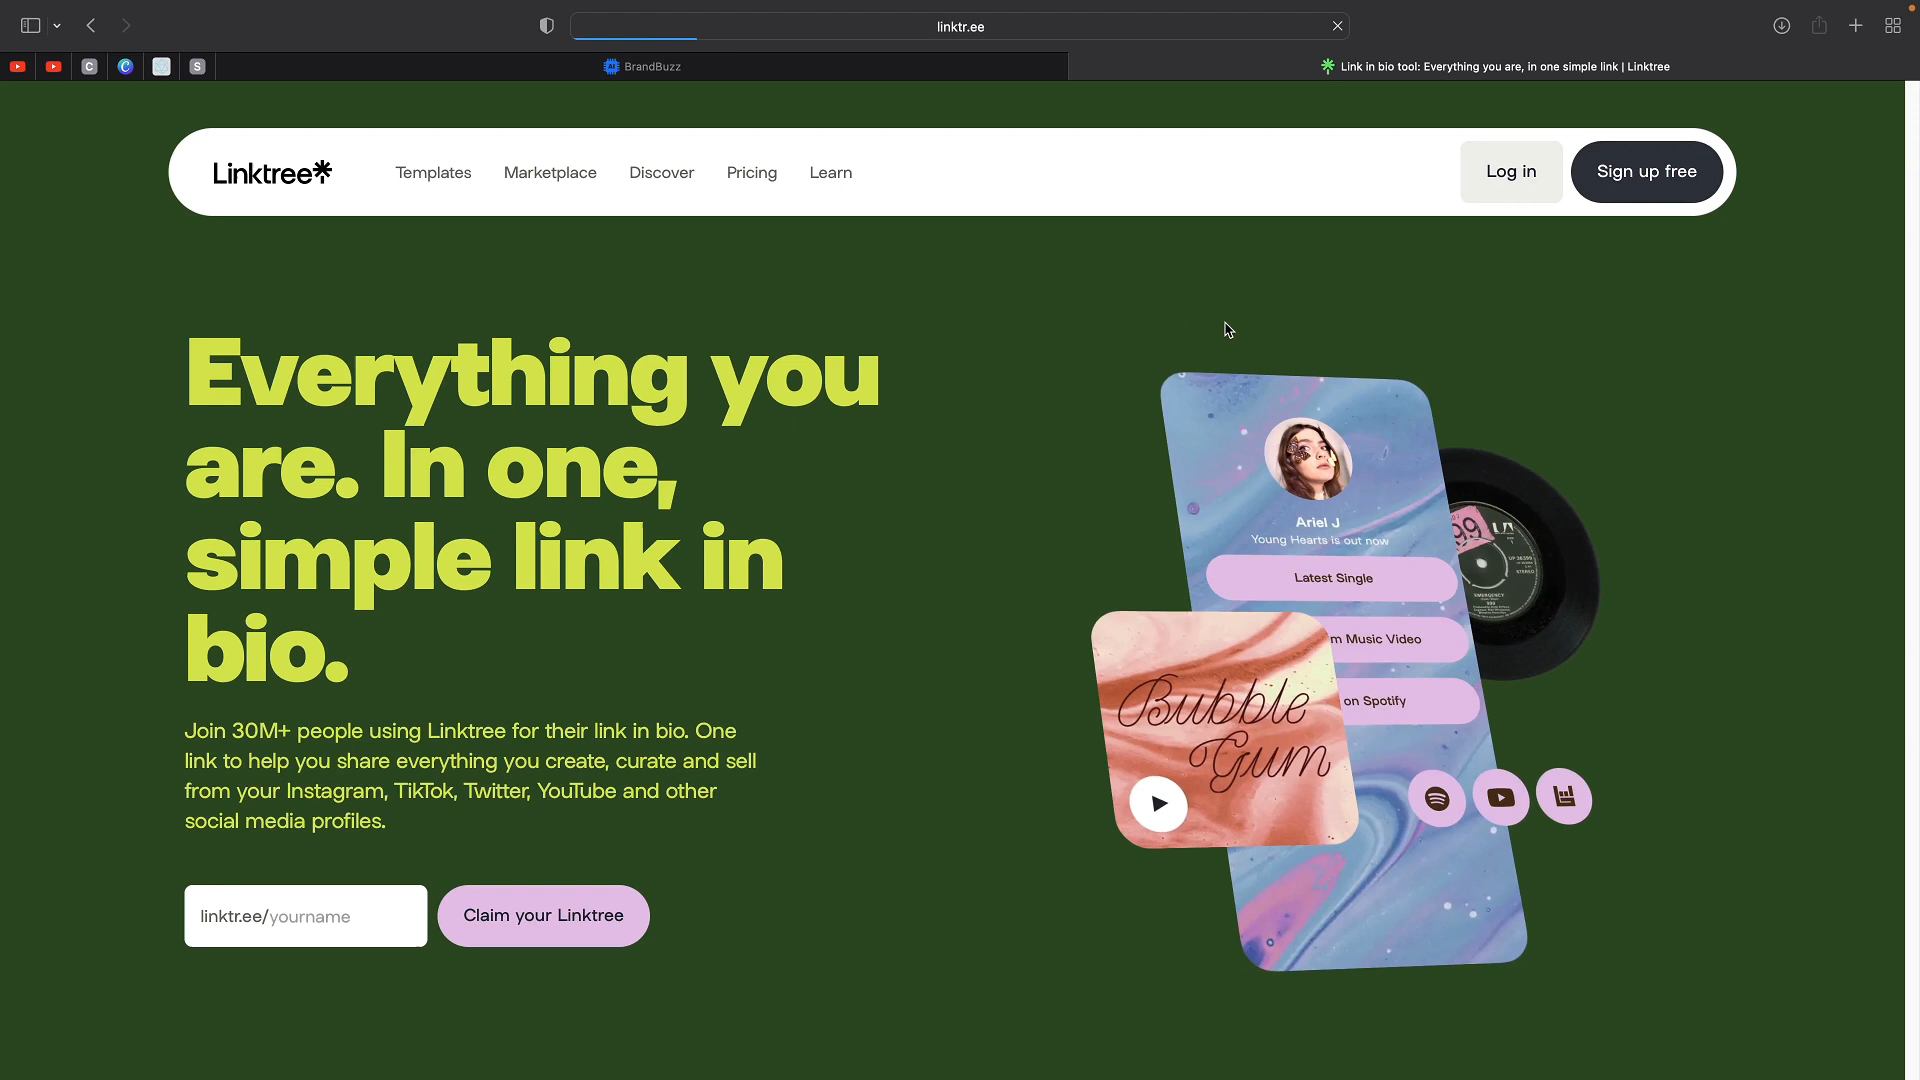 linktr.ee
C
C
S
BrandBuzz
Link in bio tool: Everything you are, in one simple link | Linktree
Linktree
Templates
Marketplace
Discover
Pricing
Learn
Log in
Sign up free
Everything you
are. In one,
simple link in
bio.
Join 30M+ people using Linktree for their link in bio. One
link to help you share everything you create, curate and sell
from your Instagram, TikTok, Twitter, YouTube and other
social media profiles.
linktr.ee/yourname
Claim your Linktree
Ariel J
Young Hearts is out now
Latest Single
m Music Video
on Spotify
Bubble
Gum
99
EMERGENCY